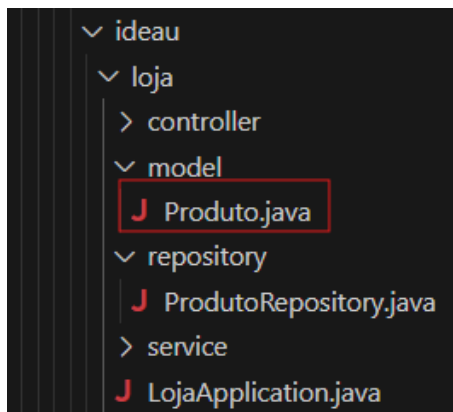 ideau
loja
controller
model
J Produto.java
repository
J ProdutoRepository.java
service
J LojaApplication.java